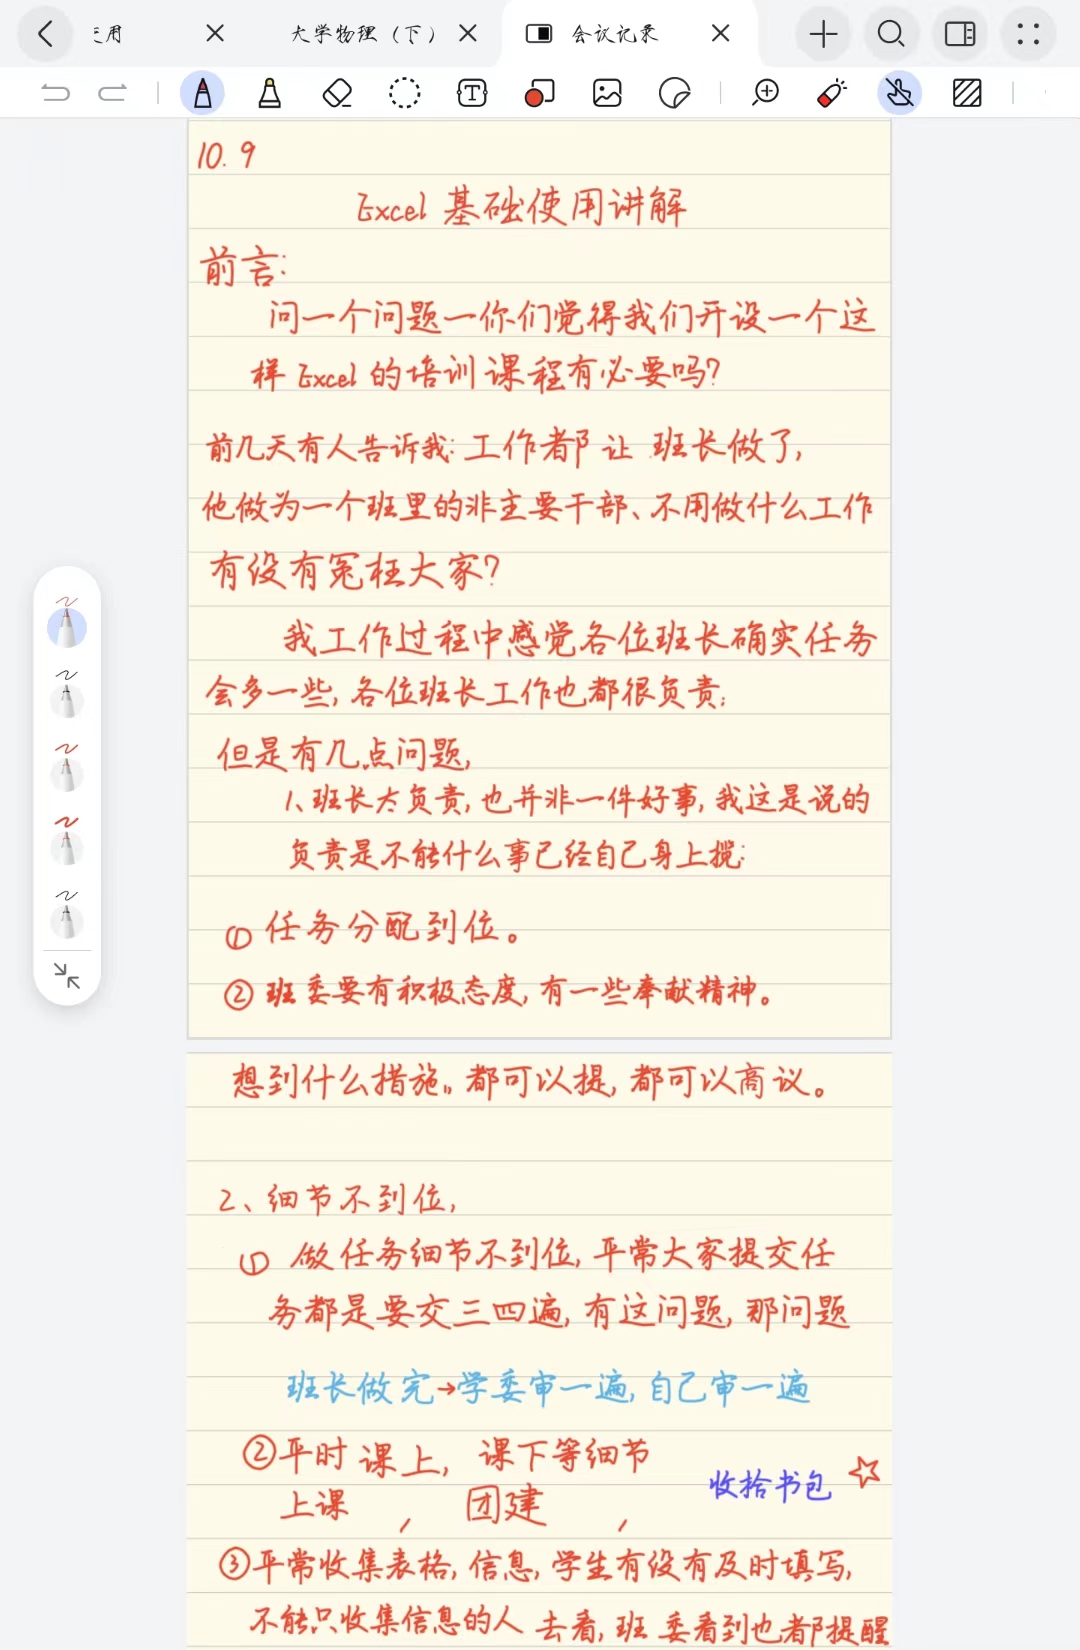 三用
大学物理（下）
会议记录
10.9
Excel 基础使用讲解
前言:
问一个问题一你们觉得我们开设一个这
样 Excel 的培训课程有必要吗?
前几天有人告诉我: 工作都让 班长做了,
他做为一个班里的非主要干部、不用做什么工作
有没有冤枉大家?
我工作过程中感觉各位班长确实任务
会多一些, 各位班长工作也都很负责;
但是有几点问题,
1、班长太负责, 也并非一件好事, 我这是说的
负责是不能什么事已经自己身上揽:
① 任务分配到位。
② 班委要有积极态度, 有一些奉献精神。
想到什么措施。都可以提, 都可以商议。
2、细节不到位,
① 做任务细节不到位, 平常大家提交任
务都是要交三四遍, 有这问题, 那问题
班长做完→学委审一遍, 自己审一遍
②平时 课上, 课下等细节
收拾书包 ☆
上课 , 团建 ,
③平常收集表格, 信息, 学生有没有及时填写,
不能只收集信息的人 去看, 班 委看到也都提醒